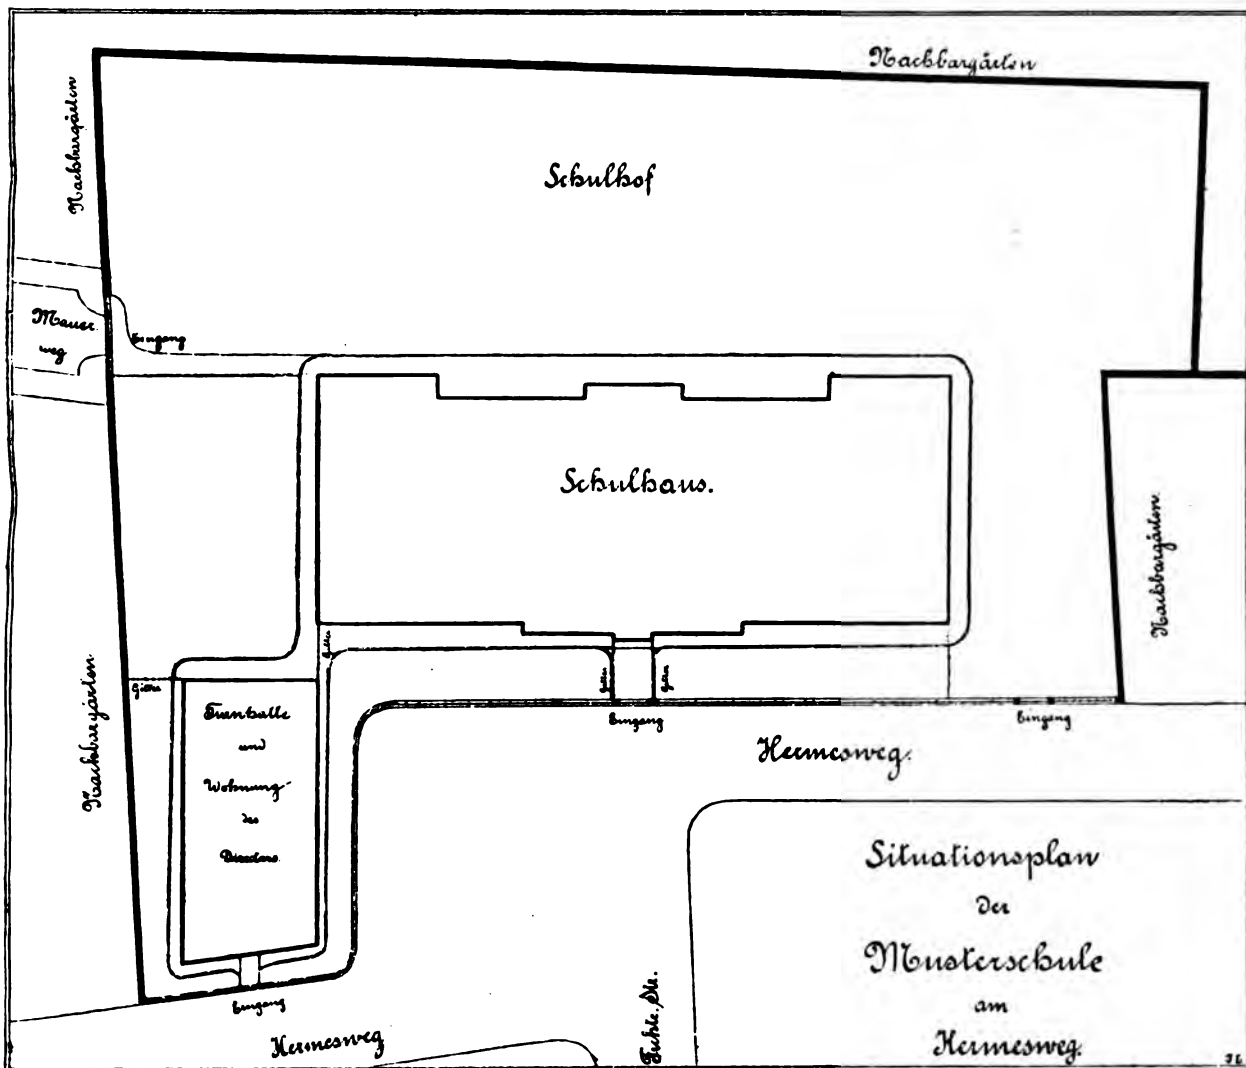 Nachbargärten
Nachbargärten
Schulhof
Mauer
weg
Eingang
Schulhaus.
Nachbargärten
Gitter
Gitter
Gitter
Gitter
Eingang
Eingang
Nachbargärten
Turnhalle
und
Wohnung
des
Directors
Hermesweg.
Situationsplan
der
Musterschule
am
Hermesweg.
Eingang
Hermesweg
Str.